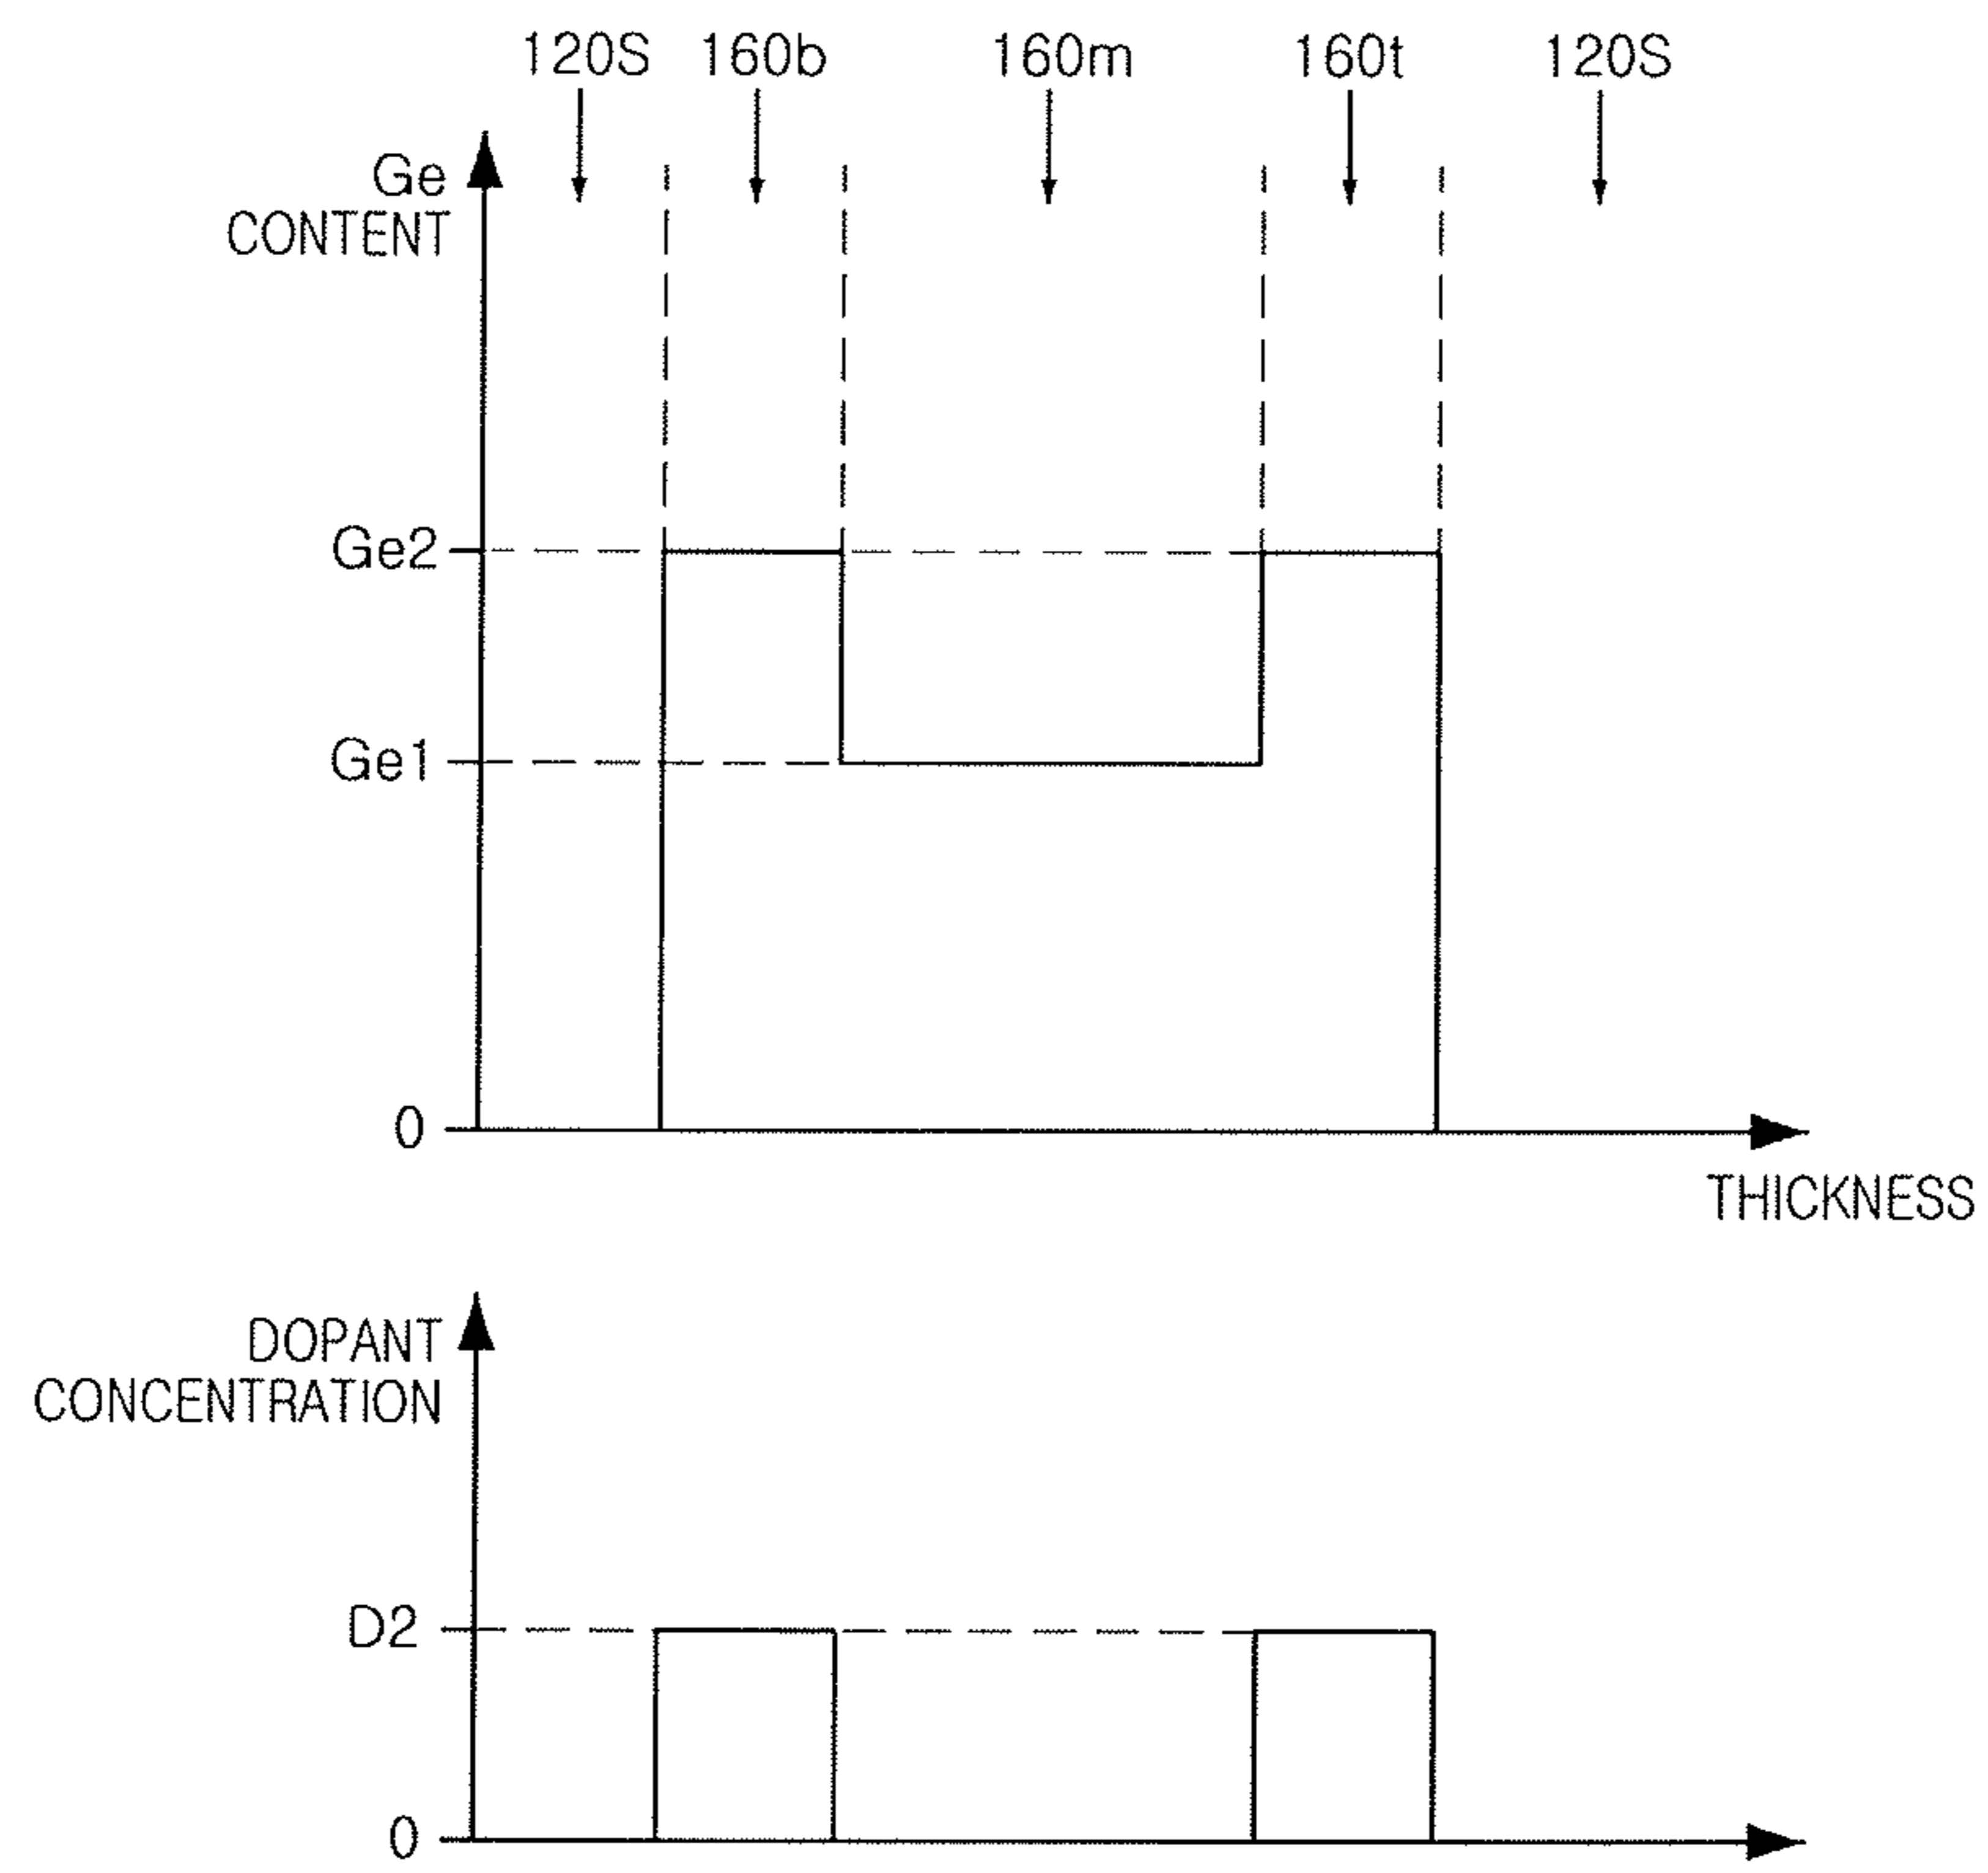 120S 160b 160m 160t 120S
Ge
CONTENT
Ge2
Ge1
0
THICKNESS
DOPANT
CONCENTRATION
D2
0